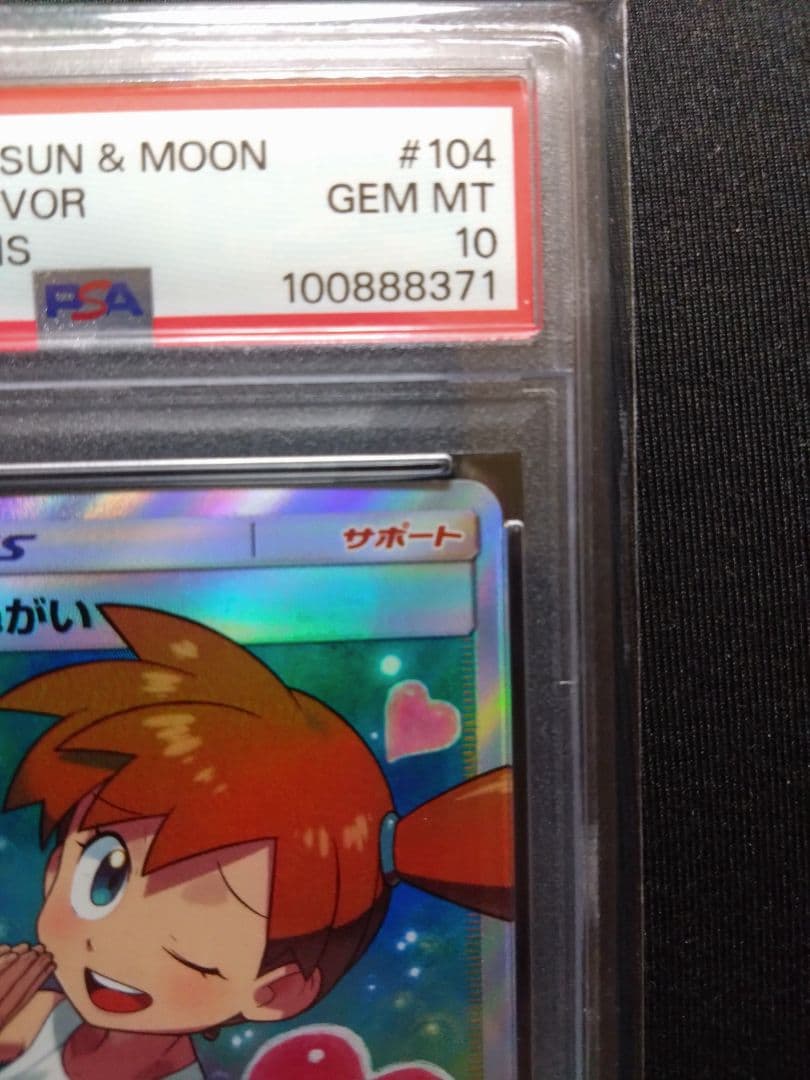 SUN & MOON #104
VOR GEM MT
IS 10
PSA 100888371
S サポート
がい